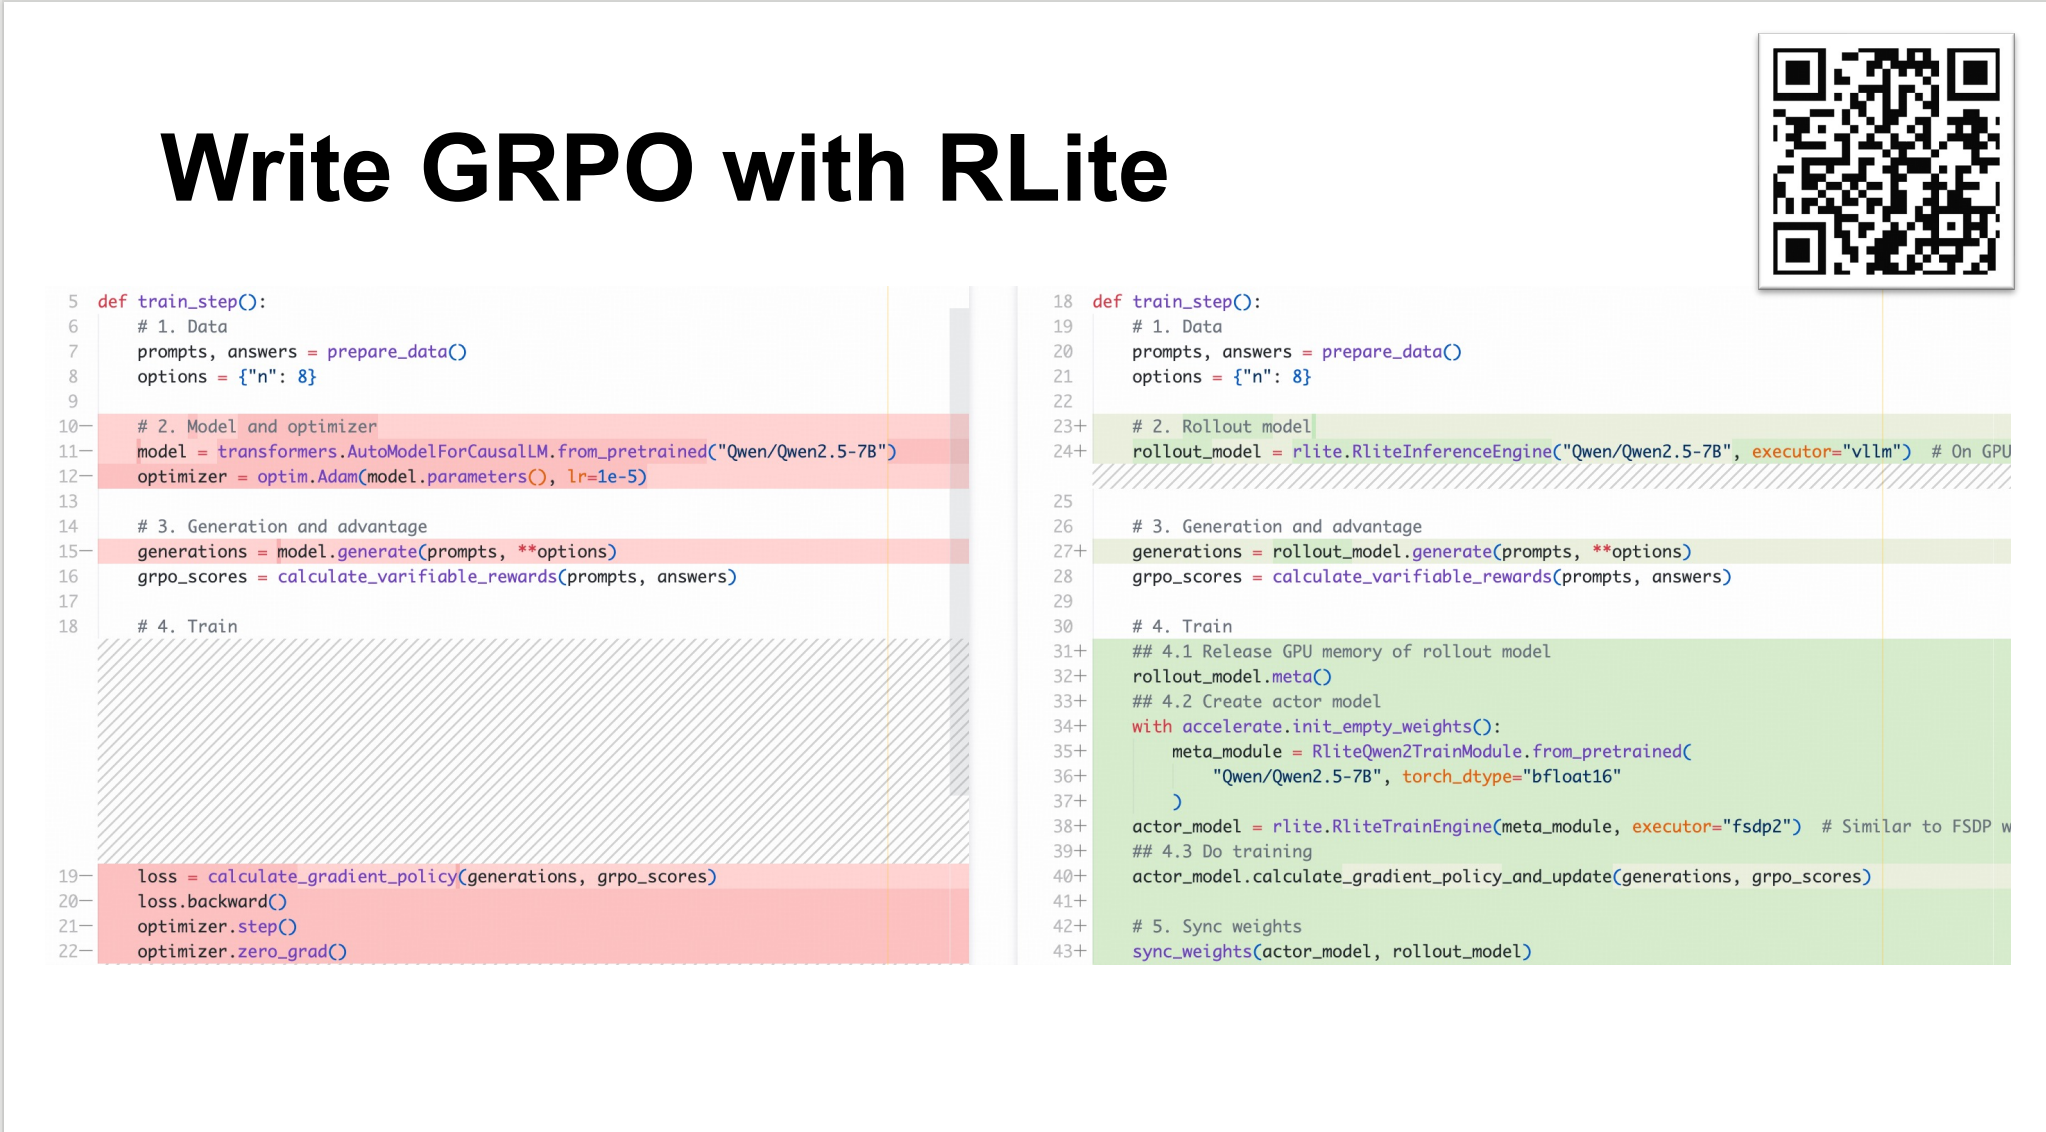 Write GRPO with RLite
5 def train_step():
6 # 1. Data
7 prompts, answers = prepare_data()
8 options = {"n": 8}
9
10— # 2. Model and optimizer
11— model = transformers.AutoModelForCausalLM.from_pretrained("Qwen/Qwen2.5-7B")
12— optimizer = optim.Adam(model.parameters(), lr=1e-5)
13
14 # 3. Generation and advantage
15— generations = model.generate(prompts, **options)
16 grpo_scores = calculate_varifiable_rewards(prompts, answers)
17
18 # 4. Train
19— loss = calculate_gradient_policy(generations, grpo_scores)
20— loss.backward()
21— optimizer.step()
22— optimizer.zero_grad()
18 def train_step():
19 # 1. Data
20 prompts, answers = prepare_data()
21 options = {"n": 8}
22
23+ # 2. Rollout model
24+ rollout_model = rlite.RliteInferenceEngine("Qwen/Qwen2.5-7B", executor="vllm") # On GPU
25
26 # 3. Generation and advantage
27+ generations = rollout_model.generate(prompts, **options)
28 grpo_scores = calculate_varifiable_rewards(prompts, answers)
29
30 # 4. Train
31+ ## 4.1 Release GPU memory of rollout model
32+ rollout_model.meta()
33+ ## 4.2 Create actor model
34+ with accelerate.init_empty_weights():
35+ meta_module = RliteQwen2TrainModule.from_pretrained(
36+ "Qwen/Qwen2.5-7B", torch_dtype="bfloat16"
37+ )
38+ actor_model = rlite.RliteTrainEngine(meta_module, executor="fsdp2") # Similar to FSDP w
39+ ## 4.3 Do training
40+ actor_model.calculate_gradient_policy_and_update(generations, grpo_scores)
41+
42+ # 5. Sync weights
43+ sync_weights(actor_model, rollout_model)